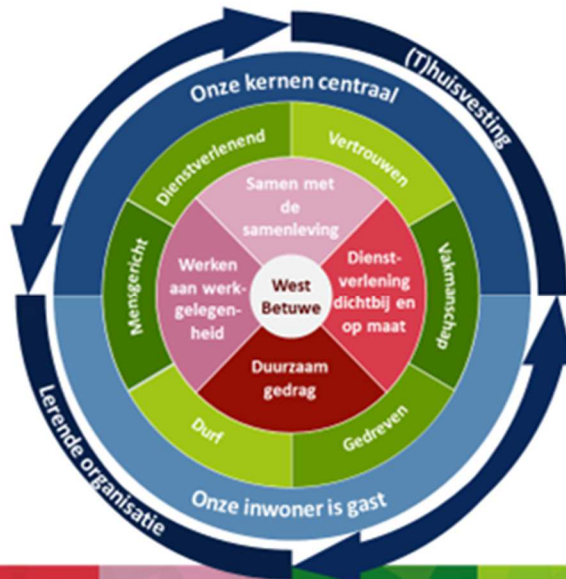 (T)huisvesting
Onze kernen centraal
Dienstverlenend
Vertrouwen
Samen met
de
samenleving
Mensgericht
Werken
aan werk-
gelegen-
heid
West
Betuwe
Dienst-
verlening
dichtbij en
op maat
Vakmanschap
Duurzaam
gedrag
Durf
Gedreven
Lerende organisatie
Onze inwoner is gast